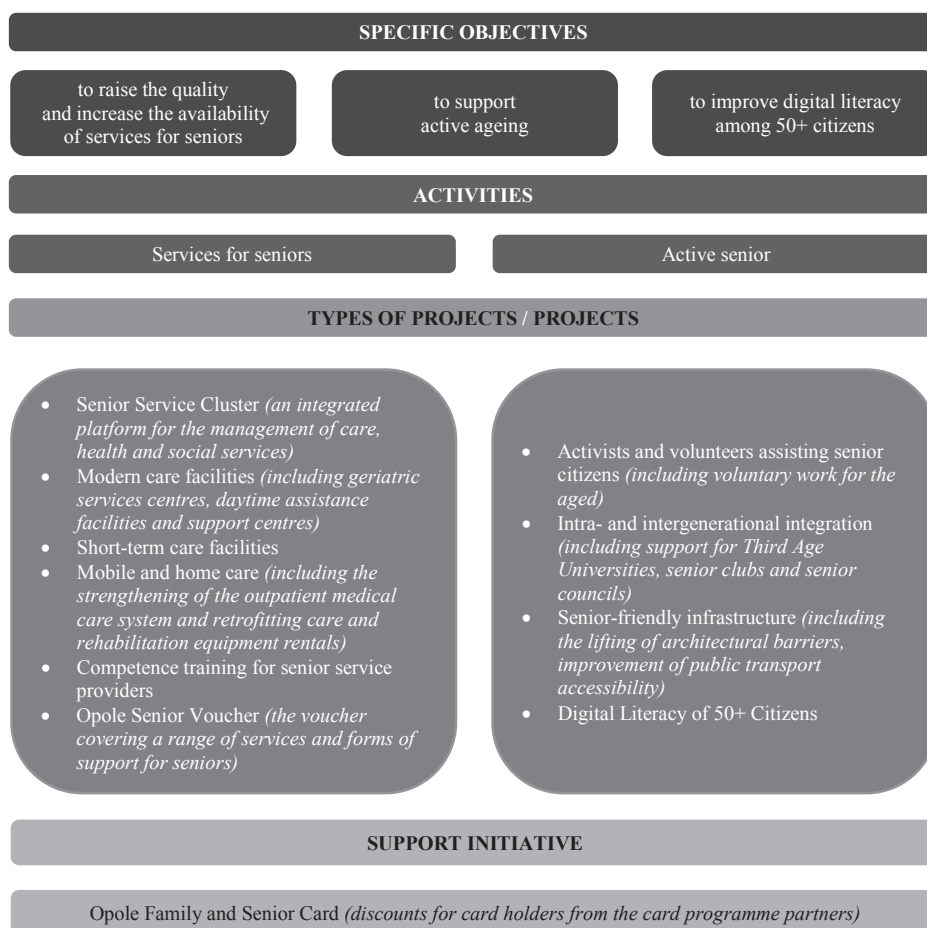 SPECIFIC OBJECTIVES
to raise the quality
and increase the availability
of services for seniors
to support
active ageing
to improve digital literacy
among 50+ citizens
ACTIVITIES
Services for seniors
Active senior
TYPES OF PROJECTS / PROJECTS
• Senior Service Cluster (an integrated
platform for the management of care,
health and social services)
• Modern care facilities (including geriatric
services centres, daytime assistance
facilities and support centres)
• Short-term care facilities
• Mobile and home care (including the
strengthening of the outpatient medical
care system and retrofitting care and
rehabilitation equipment rentals)
• Competence training for senior service
providers
• Opole Senior Voucher (the voucher
covering a range of services and forms of
support for seniors)
• Activists and volunteers assisting senior
citizens (including voluntary work for the
aged)
• Intra- and intergenerational integration
(including support for Third Age
Universities, senior clubs and senior
councils)
• Senior-friendly infrastructure (including
the lifting of architectural barriers,
improvement of public transport
accessibility)
• Digital Literacy of 50+ Citizens
SUPPORT INITIATIVE
Opole Family and Senior Card (discounts for card holders from the card programme partners)